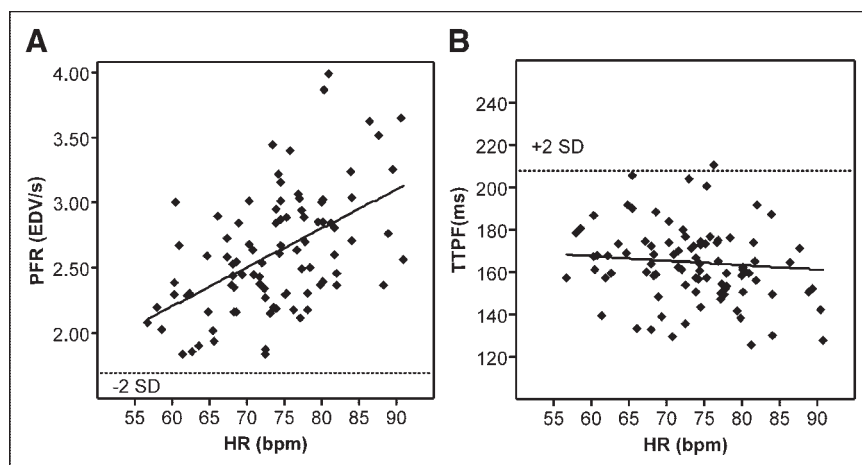 A
PFR (EDV/s)
4.00
3.50
3.00
2.50
2.00
-2 SD
55 60 65 70 75 80 85 90
HR (bpm)
B
TTPF(ms)
240
220
200
180
160
140
120
+2 SD
55 60 65 70 75 80 85 90
HR (bpm)